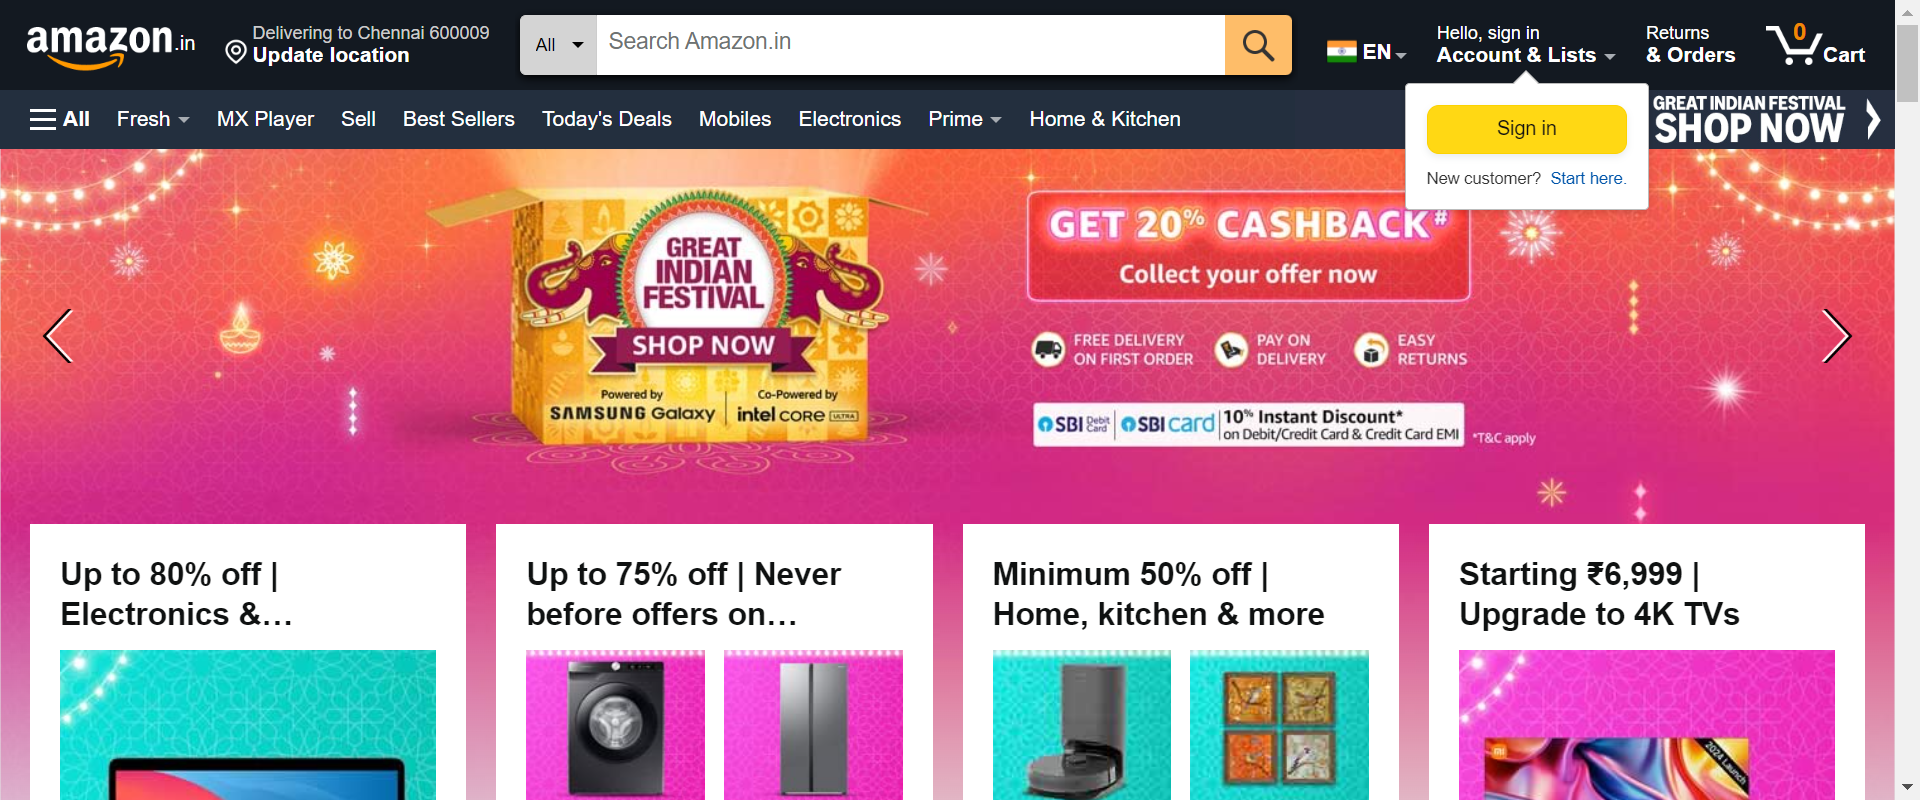 amazon.in
Delivering to Chennai 600009
Update location
All
Search Amazon.in
EN
Hello, sign in
Account & Lists
Returns
& Orders
0
Cart
All
Fresh
MX Player
Sell
Best Sellers
Today's Deals
Mobiles
Electronics
Prime
Home & Kitchen
Sign in
New customer? Start here.
GREAT INDIAN FESTIVAL
SHOP NOW
GREAT
INDIAN
FESTIVAL
SHOP NOW
Powered by
SAMSUNG Galaxy
Co-Powered by
intel CORE ULTRA
GET 20% CASHBACK#
Collect your offer now
FREE DELIVERY
ON FIRST ORDER
PAY ON
DELIVERY
EASY
RETURNS
SBI Debit Card
SBI card
10% Instant Discount*
on Debit/Credit Card & Credit Card EMI
*T&C apply
Up to 80% off |
Electronics &…
Up to 75% off | Never
before offers on…
Minimum 50% off |
Home, kitchen & more
Starting ₹6,999 |
Upgrade to 4K TVs
mi
2024 Launch